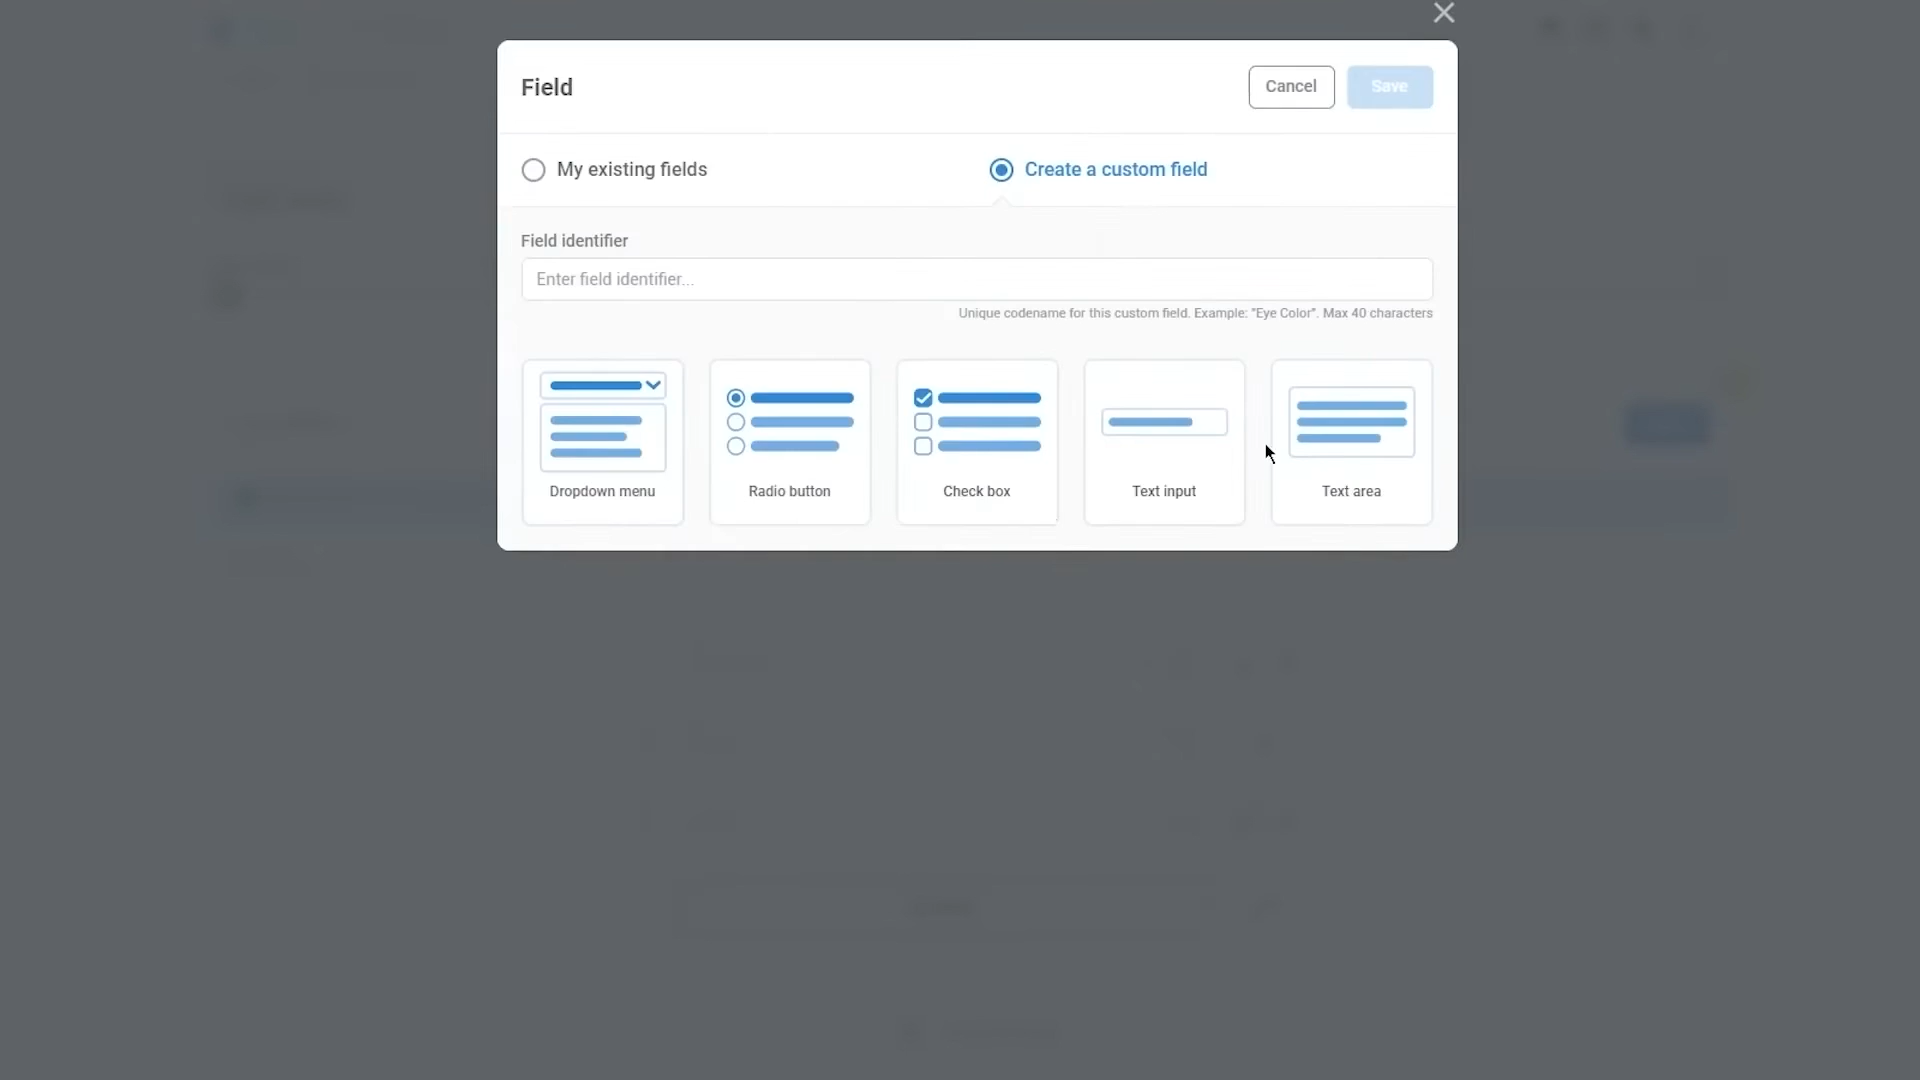 Field
Cancel
Save
My existing fields
Create a custom field
Field identifier
Enter field identifier...
Unique codename for this custom field. Example: "Eye Color". Max 40 characters
Dropdown menu
Radio button
Check box
Text input
Text area